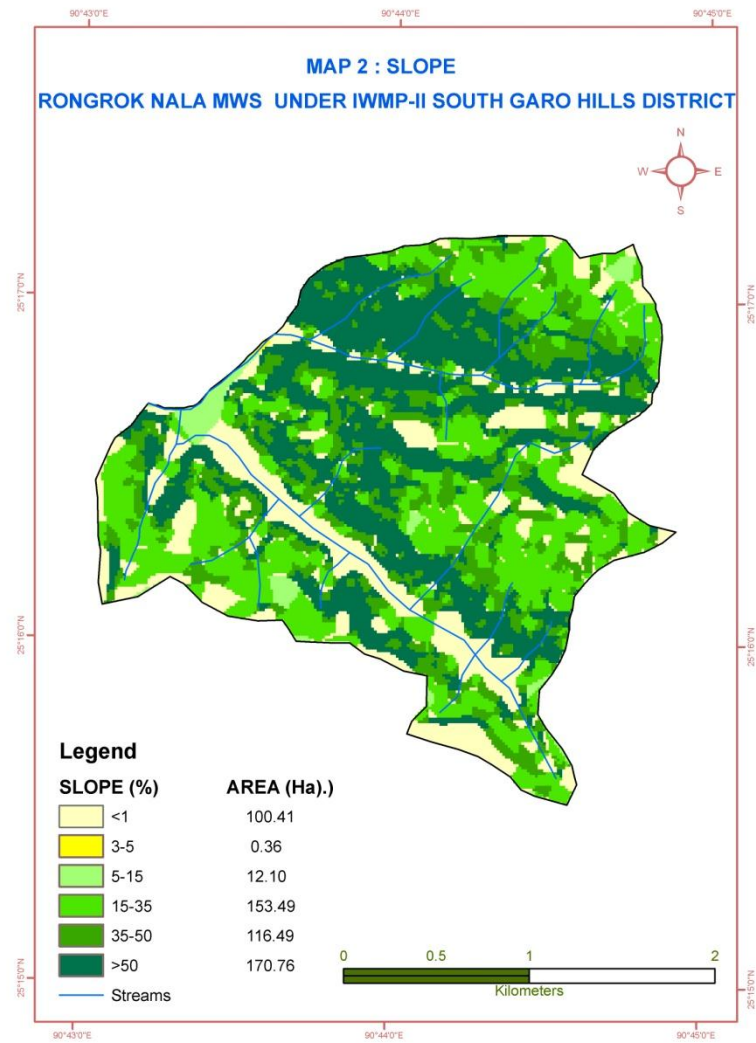 90°43'0"E 90°44'0"E 90°45'0"E
MAP 2 : SLOPE
RONGROK NALA MWS UNDER IWMP-II SOUTH GARO HILLS DISTRICT
N
W E
S
25°17'0"N 25°17'0"N
25°16'0"N 25°16'0"N
Legend
SLOPE (%) AREA (Ha).)
<1 100.41
3-5 0.36
5-15 12.10
15-35 153.49
35-50 116.49
>50 170.76
Streams
0 0.5 1 2
Kilometers
25°15'0"N 25°15'0"N
90°43'0"E 90°44'0"E 90°45'0"E